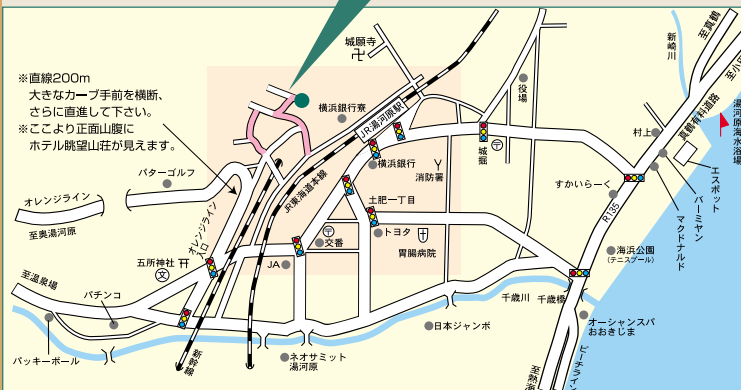 ※直線200m
大きなカーブ手前を横断、
さらに直進して下さい。
※ここより正面山腹に
ホテル眺望山荘が見えます。
城願寺
卍
新崎川
至真鶴
至小田
役場
横浜銀行寮
JR湯河原駅
真鶴有料道路
湯河原海水浴場
村上
城堀
〒
横浜銀行
消防署
Y
エスポット
バーミヤン
マクドナルド
すかいらーく
R135
バターゴルフ
オレンジライン
至奥湯河原
オレンジライン
入口
JR東海道本線
土肥一丁目
トヨタ
〒
交番
胃腸病院
海浜公園
(テニスプール)
五所神社
文
JA
至温泉場
パチンコ
千歳川
千歳橋
オーシャンスパ
おおきじま
日本ジャンボ
バッキーボール
新幹線
ネオサミット
湯河原
至熱海
ビーチライン